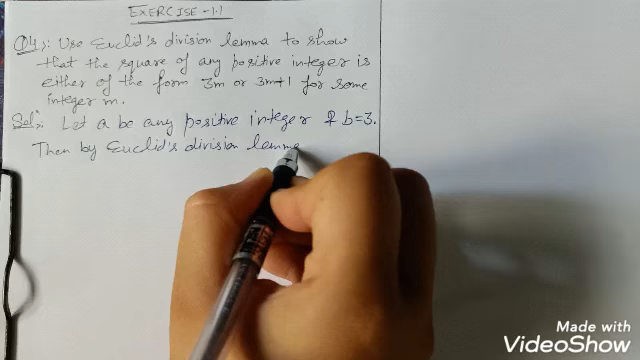 EXERCISE-1.1
Q4: Use Euclid's division lemma to show
that the square of any positive integer is
either of the form 3m or 3m+1 for some
integer m.
Soln: Let a be any positive integer & b=3.
Then by Euclid's division lemma
Made with
VideoShow